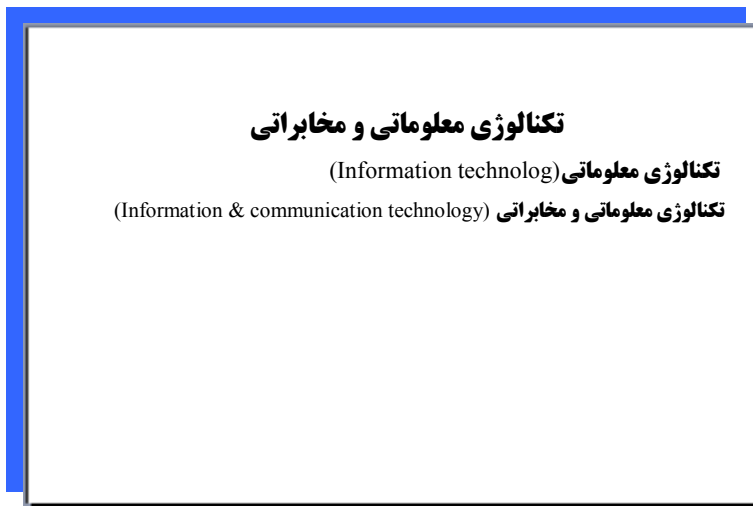 تکنالوژی معلوماتی و مخابراتی
تکنالوژی معلوماتی(Information technolog)
تکنالوژی معلوماتی و مخابراتی (Information & communication technology)